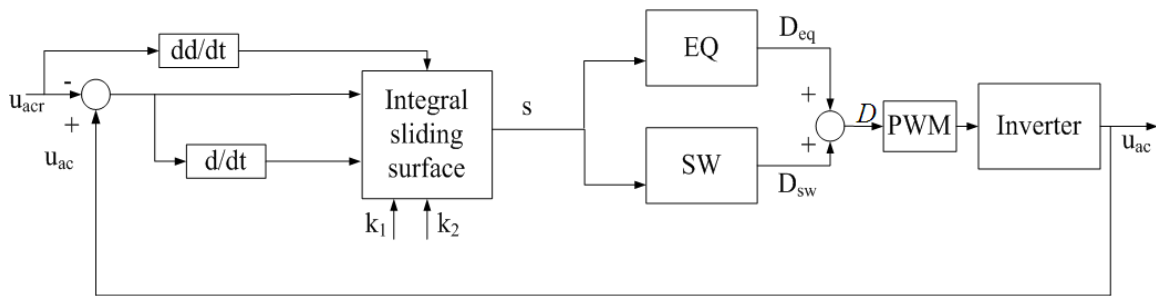 dd/dt
u_acr
-
+
u_ac
d/dt
Integral
sliding
surface
k_1
k_2
s
EQ
D_eq
SW
D_sw
+
+
D
PWM
Inverter
u_ac